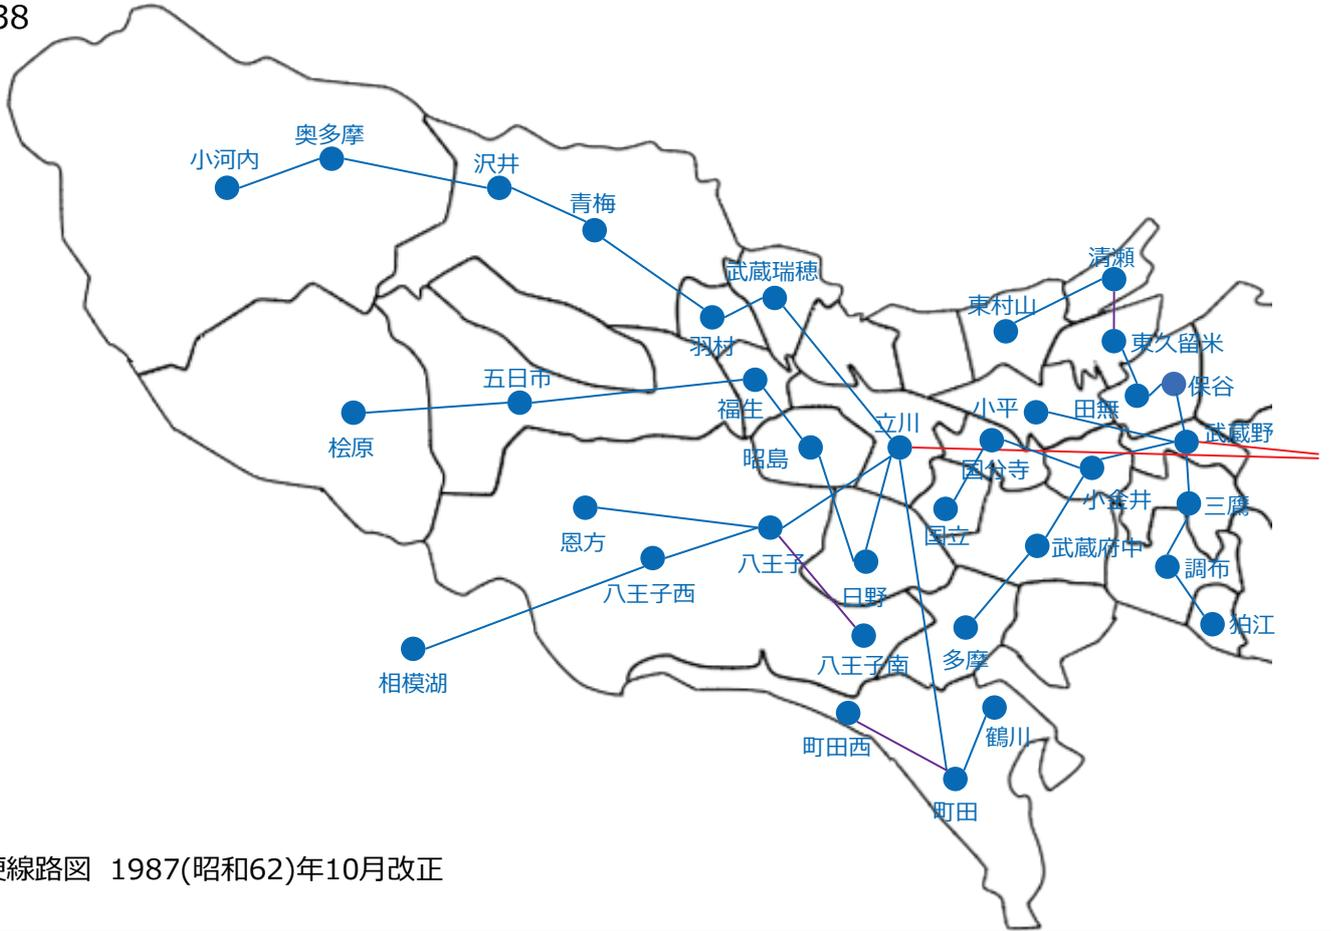 38
奥多摩
小河内
沢井
青梅
清瀬
武蔵瑞穂
東村山
羽村
東久留米
五日市
保谷
福生
小平
田無
立川
武蔵野
桧原
昭島
国分寺
小金井
三鷹
国立
恩方
武蔵府中
八王子
調布
八王子西
日野
狛江
八王子南
多摩
相模湖
鶴川
町田西
町田
線路図 1987(昭和62)年10月改正